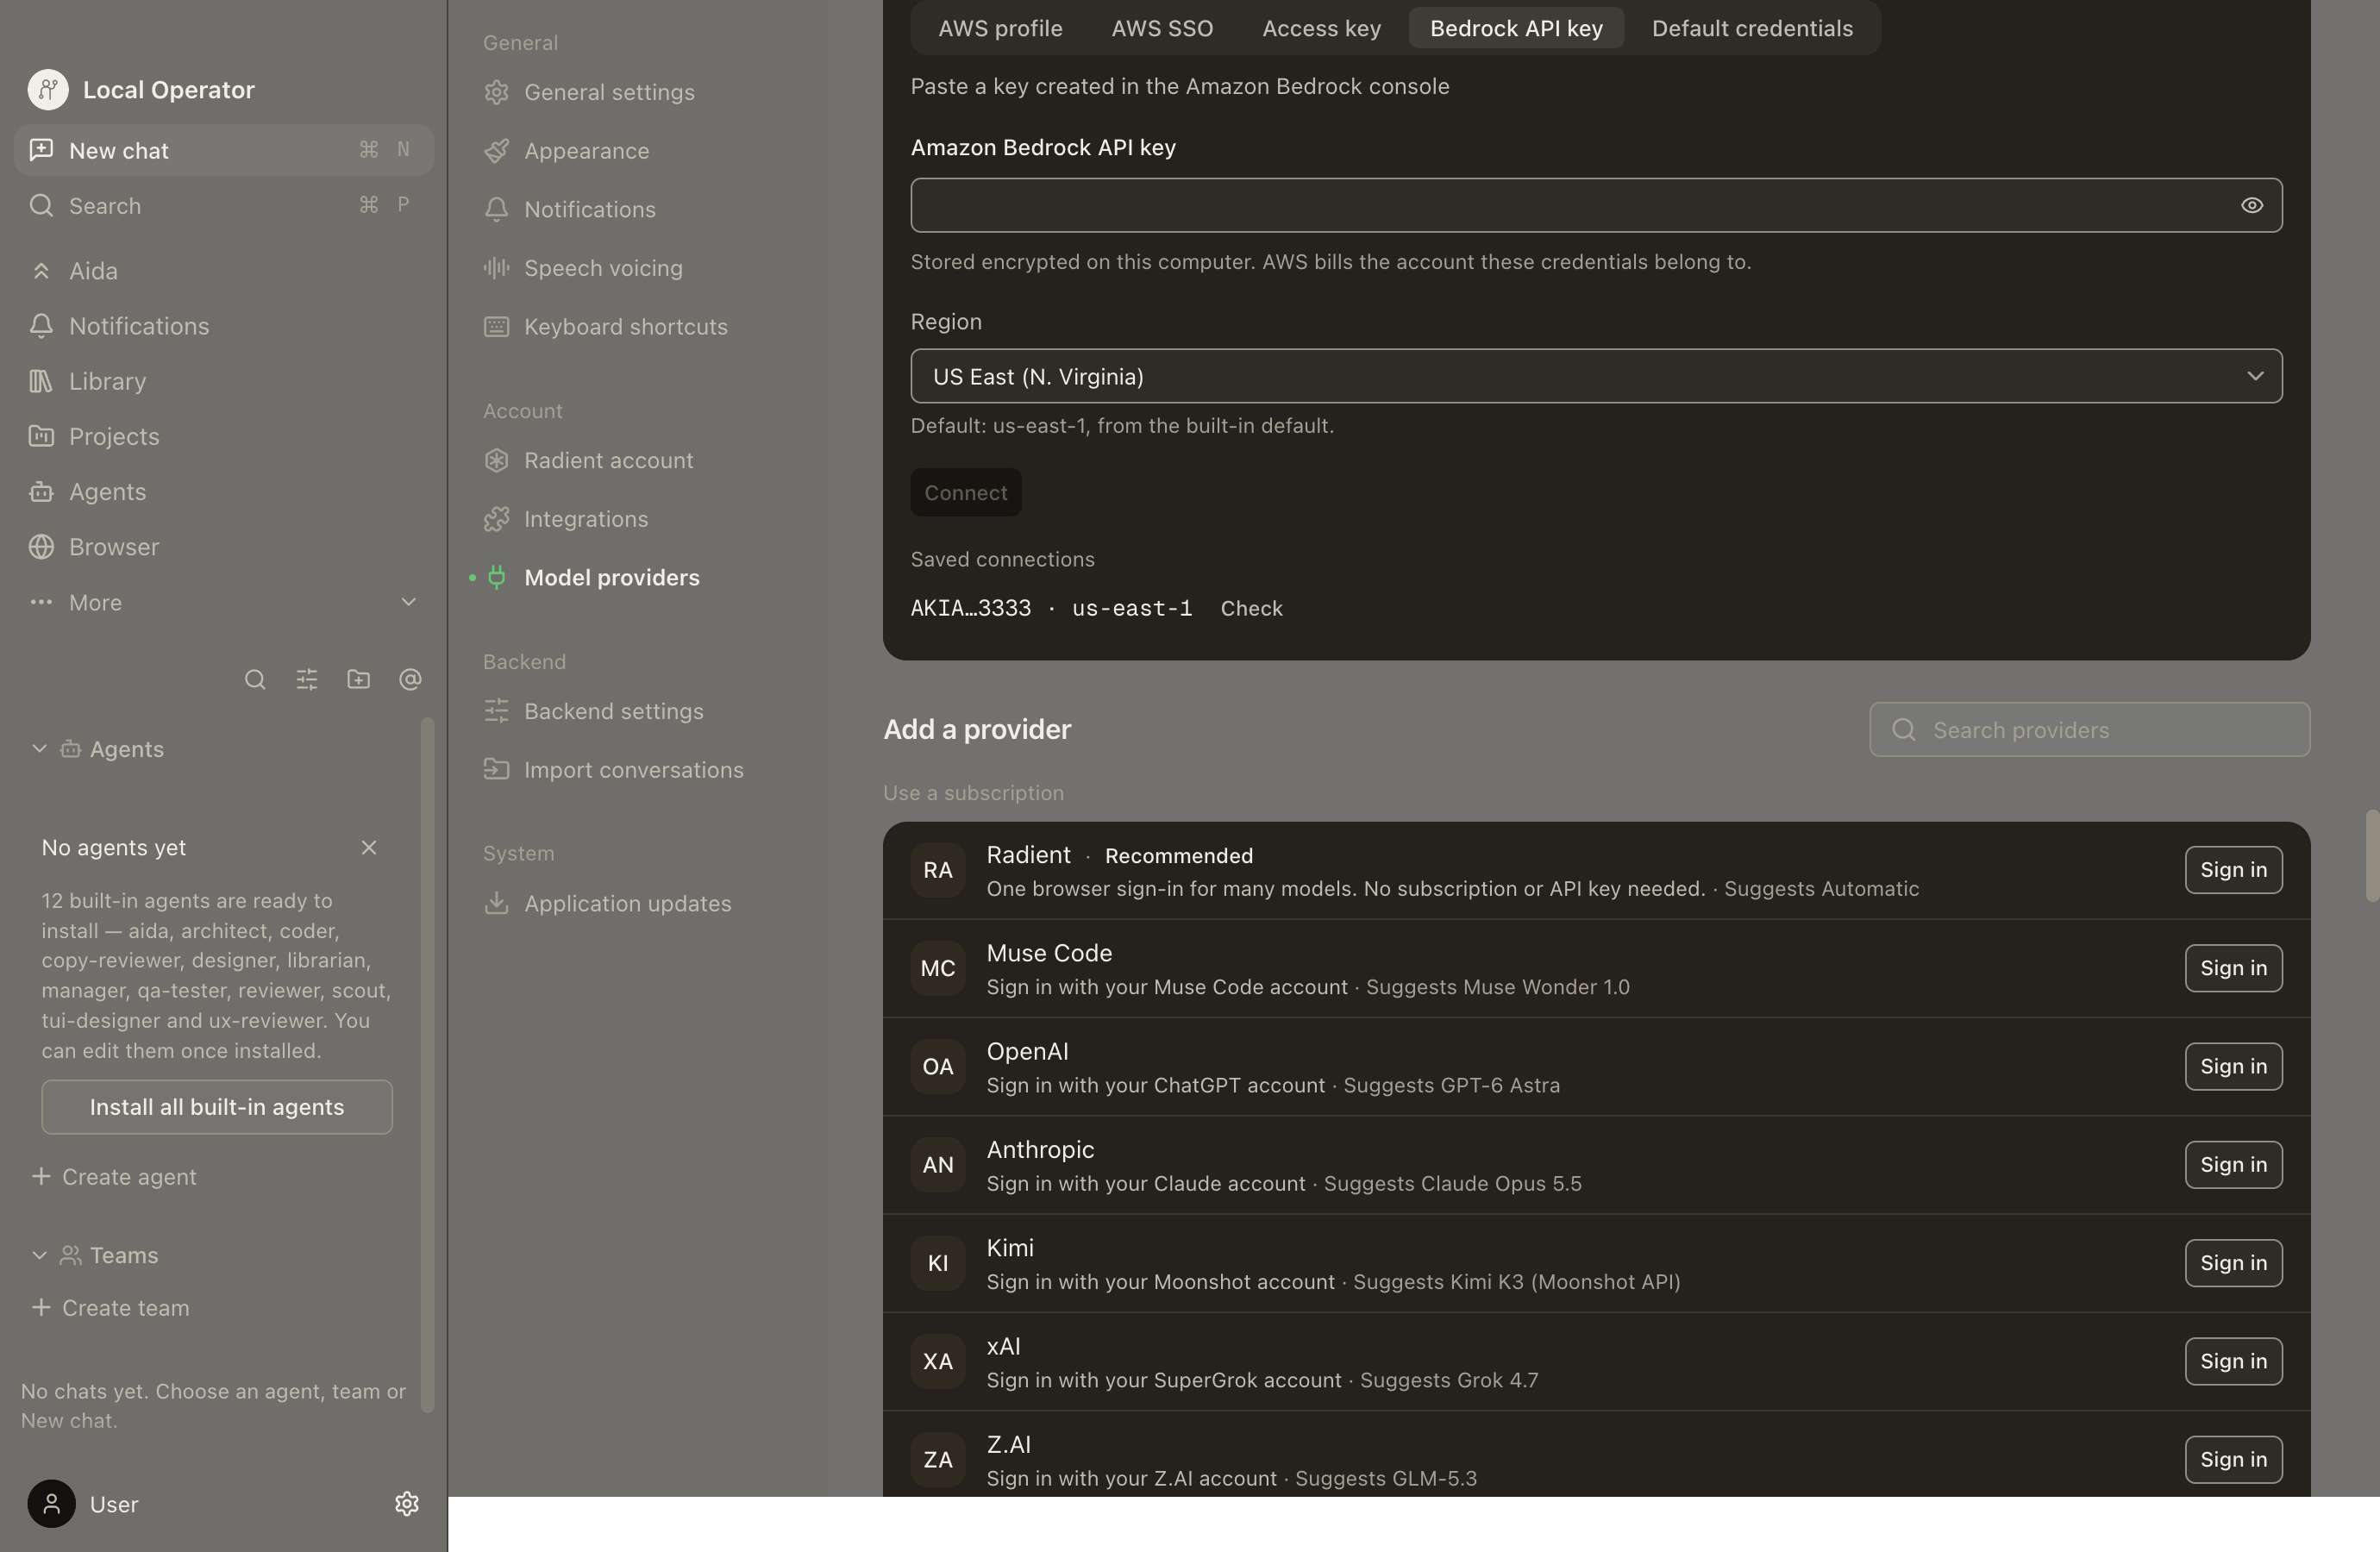 Local Operator
New chat ⌘ N
Search ⌘ P
Aida
Notifications
Library
Projects
Agents
Browser
More
Agents
No agents yet
12 built-in agents are ready to
install — aida, architect, coder,
copy-reviewer, designer, librarian,
manager, qa-tester, reviewer, scout,
tui-designer and ux-reviewer. You
can edit them once installed.
Install all built-in agents
Create agent
Teams
Create team
No chats yet. Choose an agent, team or
New chat.
User
General
General settings
Appearance
Notifications
Speech voicing
Keyboard shortcuts
Account
Radient account
Integrations
Model providers
Backend
Backend settings
Import conversations
System
Application updates
AWS profile AWS SSO Access key Bedrock API key Default credentials
Paste a key created in the Amazon Bedrock console
Amazon Bedrock API key
Stored encrypted on this computer. AWS bills the account these credentials belong to.
Region
US East (N. Virginia)
Default: us-east-1, from the built-in default.
Connect
Saved connections
AKIA…3333 · us-east-1 Check
Add a provider
Search providers
Use a subscription
RA Radient · Recommended
One browser sign-in for many models. No subscription or API key needed. · Suggests Automatic
Sign in
MC Muse Code
Sign in with your Muse Code account · Suggests Muse Wonder 1.0
Sign in
OA OpenAI
Sign in with your ChatGPT account · Suggests GPT-6 Astra
Sign in
AN Anthropic
Sign in with your Claude account · Suggests Claude Opus 5.5
Sign in
KI Kimi
Sign in with your Moonshot account · Suggests Kimi K3 (Moonshot API)
Sign in
XA xAI
Sign in with your SuperGrok account · Suggests Grok 4.7
Sign in
ZA Z.AI
Sign in with your Z.AI account · Suggests GLM-5.3
Sign in